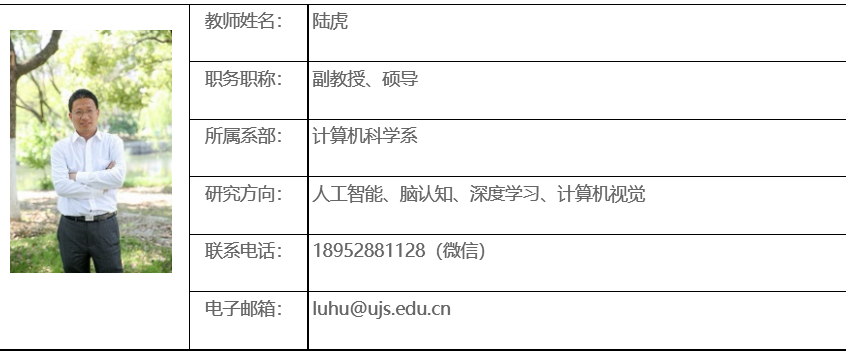 教师姓名： 陆虎
职务职称： 副教授、硕导
所属系部： 计算机科学系
研究方向： 人工智能、脑认知、深度学习、计算机视觉
联系电话： 18952881128（微信）
电子邮箱： luhu@ujs.edu.cn